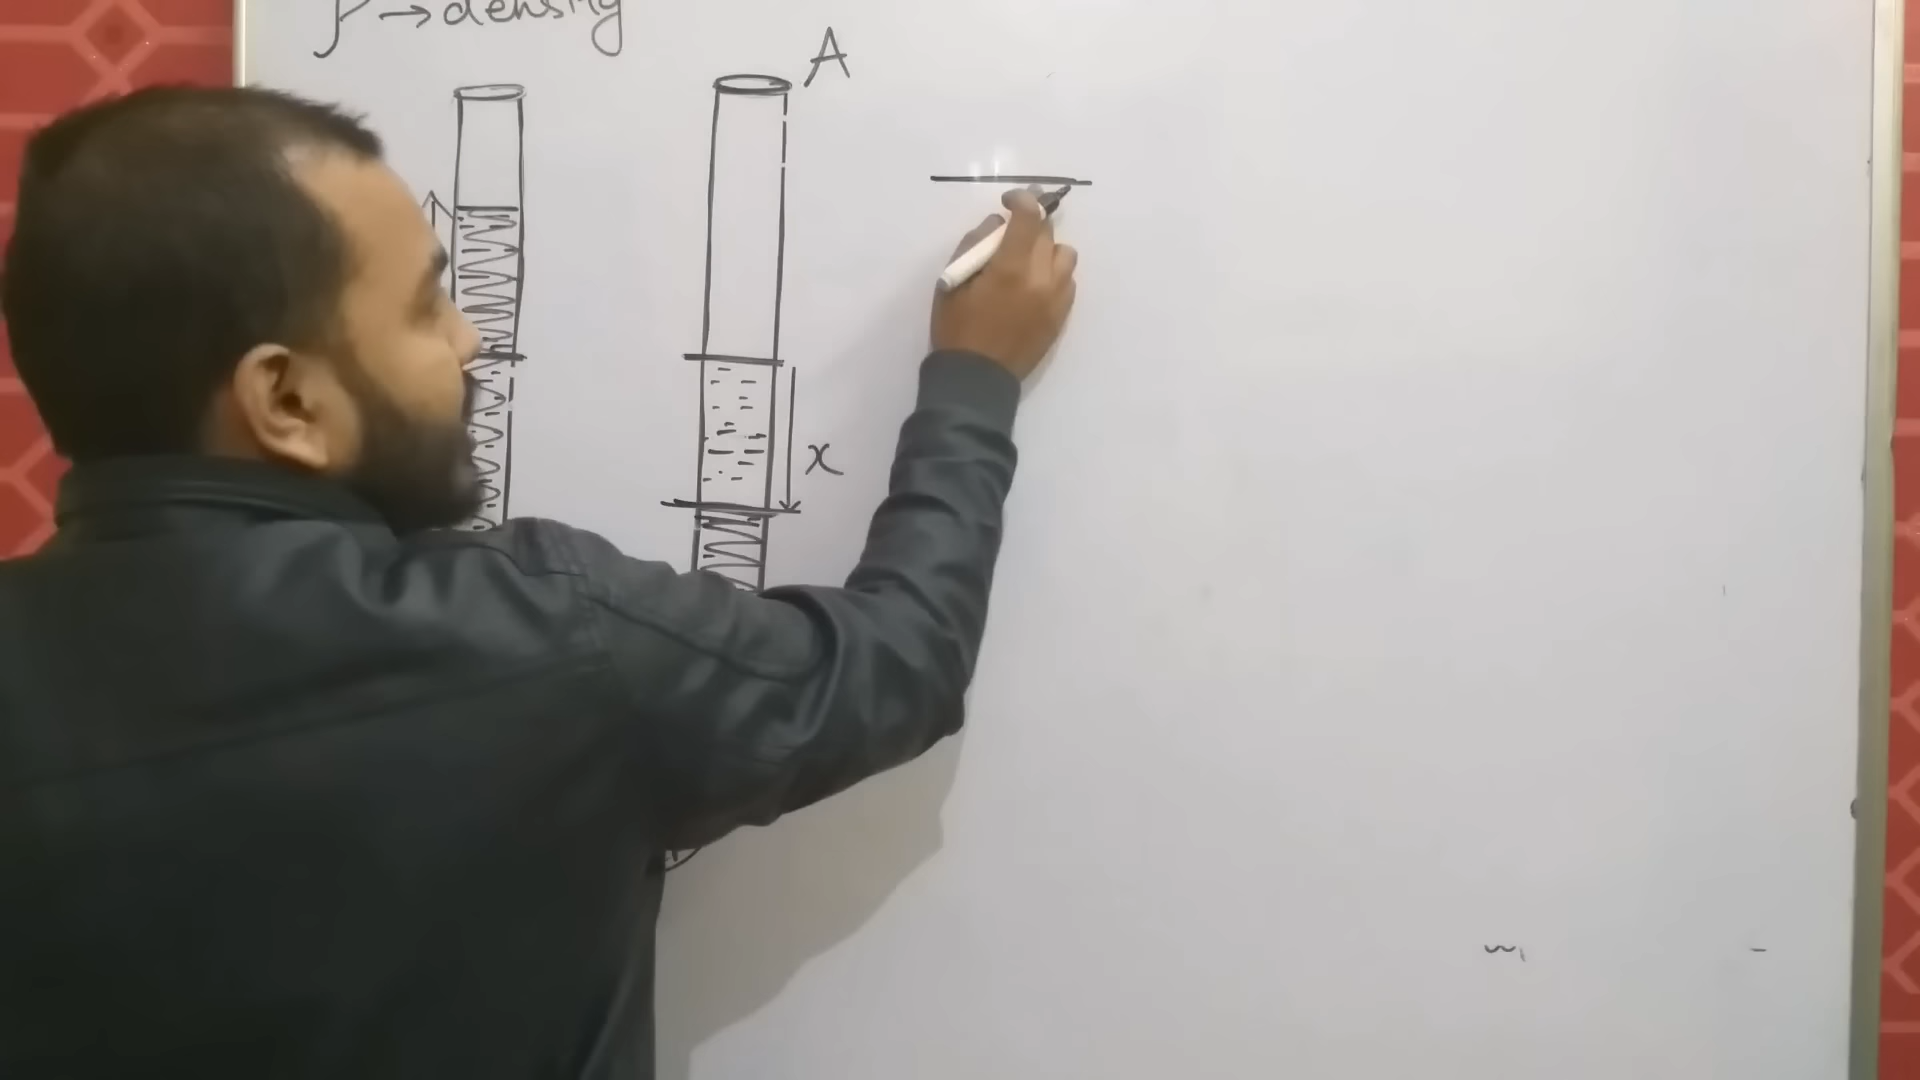 ρ → density
A
x